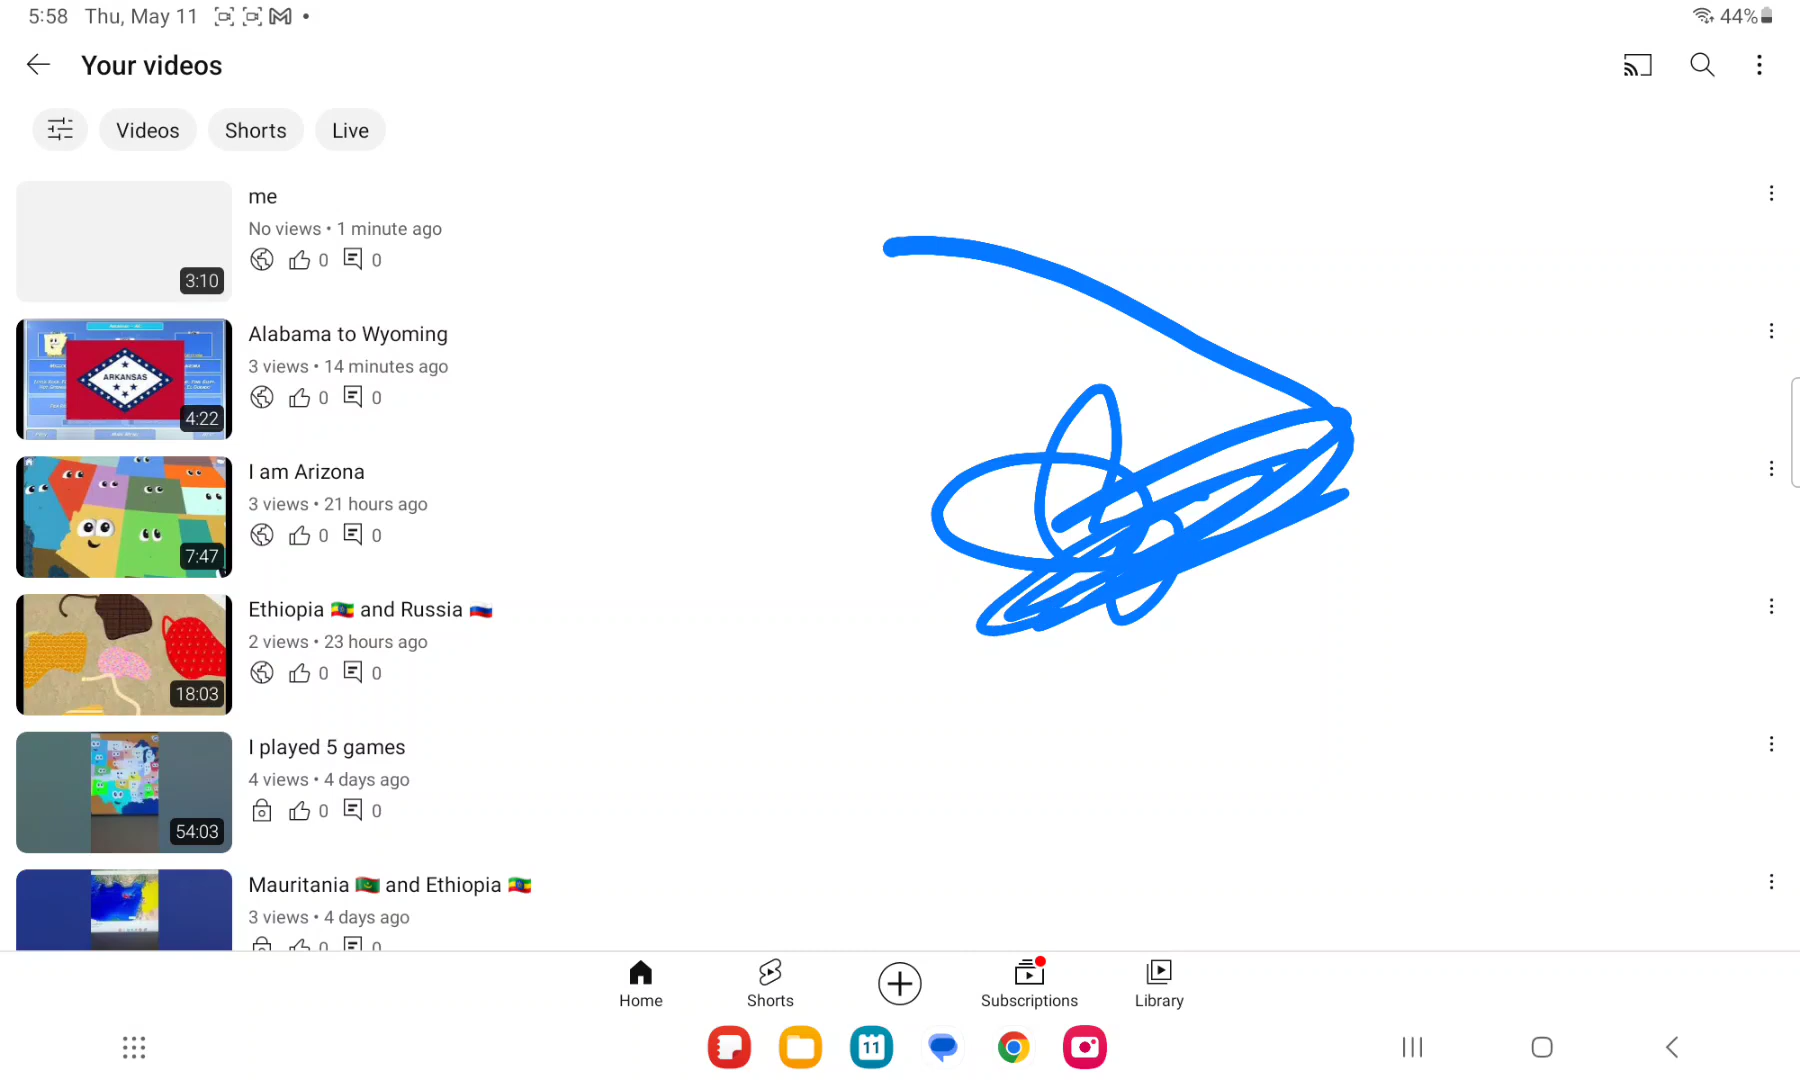 5:58 Thu, May 11 44%
Your videos
Videos Shorts Live
me
No views • 1 minute ago
0 0
3:10
Alabama to Wyoming
3 views • 14 minutes ago
0 0
ARKANSAS
4:22
I am Arizona
3 views • 21 hours ago
0 0
7:47
Ethiopia 🇪🇹 and Russia 🇷🇺
2 views • 23 hours ago
0 0
18:03
I played 5 games
4 views • 4 days ago
0 0
54:03
Mauritania 🇲🇷 and Ethiopia 🇪🇹
3 views • 4 days ago
0 0
Home Shorts Subscriptions Library
11